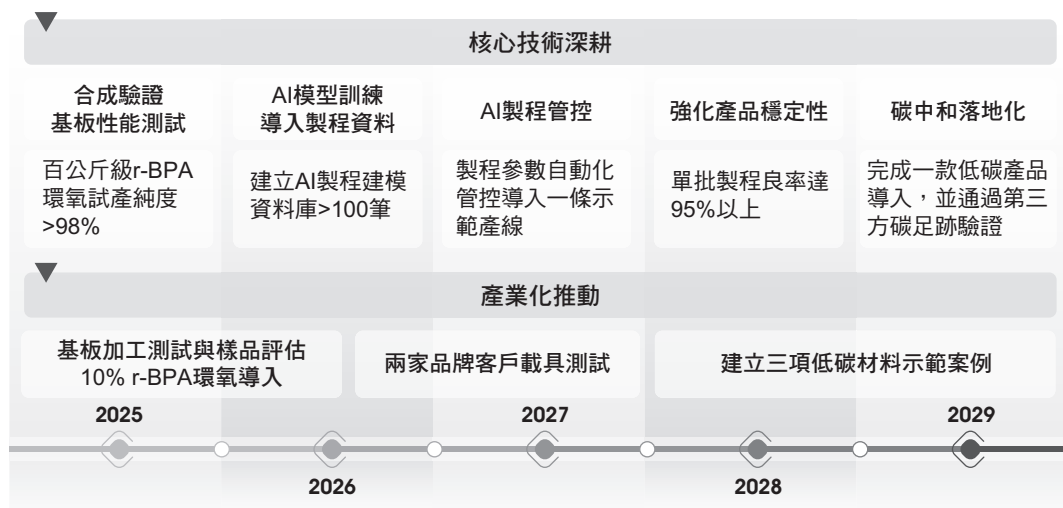 核心技術深耕
合成驗證
基板性能測試
百公斤級r-BPA
環氧試產純度
>98%
AI模型訓練
導入製程資料
建立AI製程建模
資料庫>100筆
AI製程管控
製程參數自動化
管控導入一條示
範產線
強化產品穩定性
單批製程良率達
95%以上
碳中和落地化
完成一款低碳產品
導入，並通過第三
方碳足跡驗證
產業化推動
基板加工測試與樣品評估
10% r-BPA環氧導入
兩家品牌客戶載具測試
建立三項低碳材料示範案例
2025
2026
2027
2028
2029